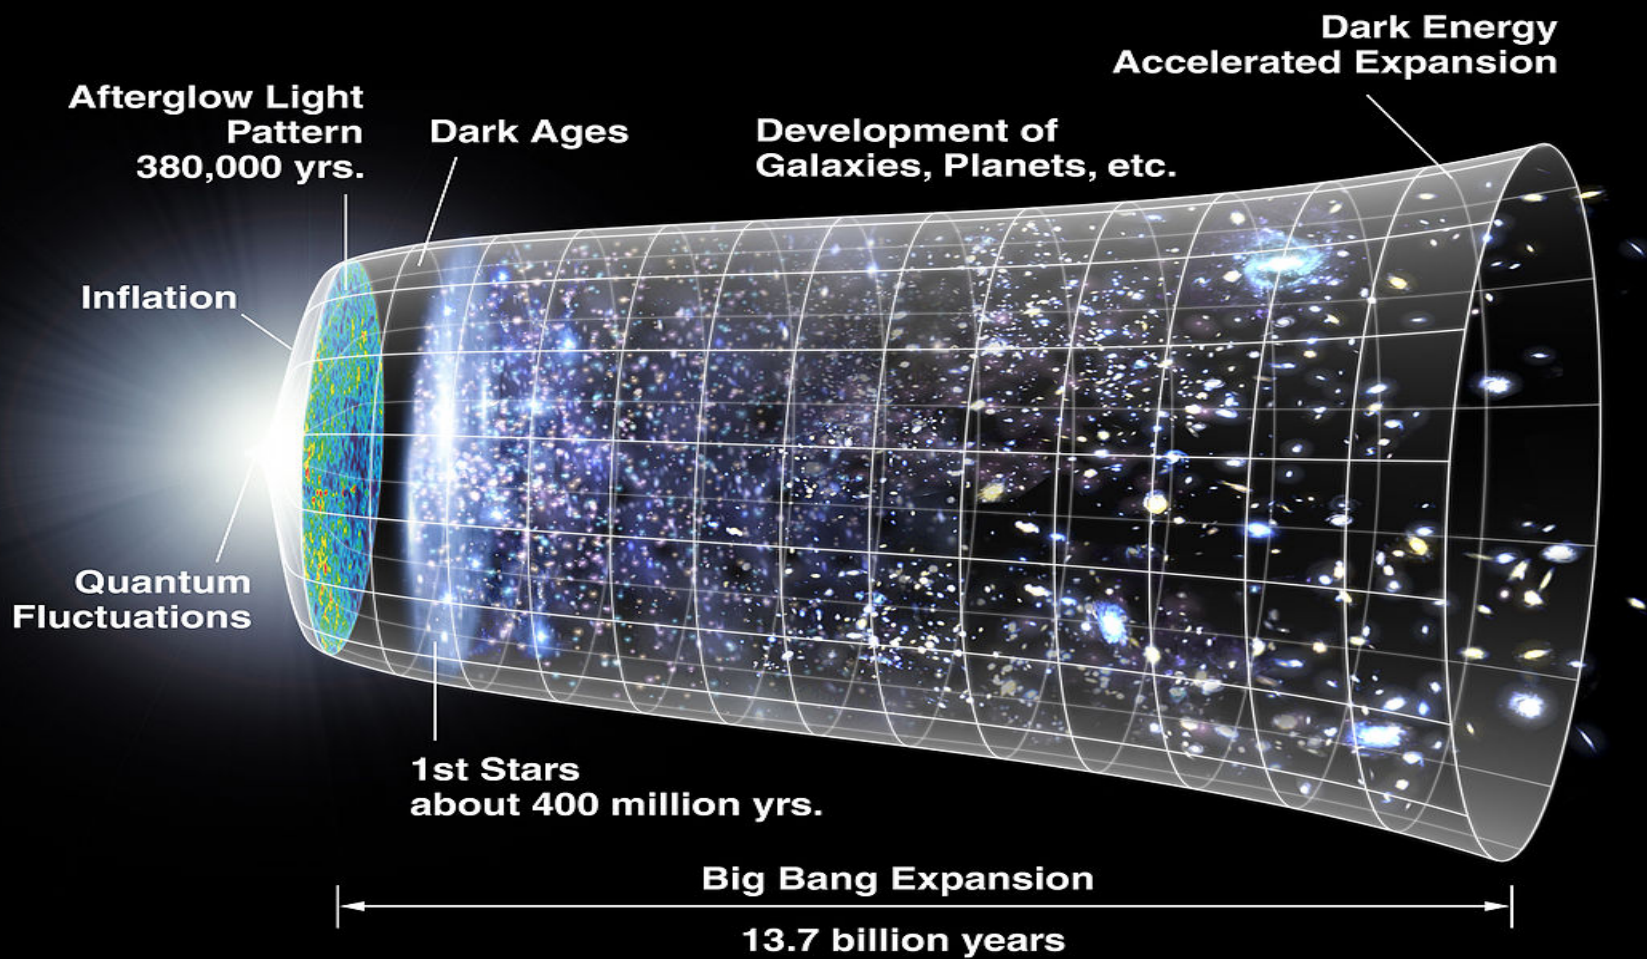 Dark Energy
Accelerated Expansion
Afterglow Light
Pattern
380,000 yrs.
Dark Ages
Development of
Galaxies, Planets, etc.
Inflation
Quantum
Fluctuations
1st Stars
about 400 million yrs.
Big Bang Expansion
13.7 billion years